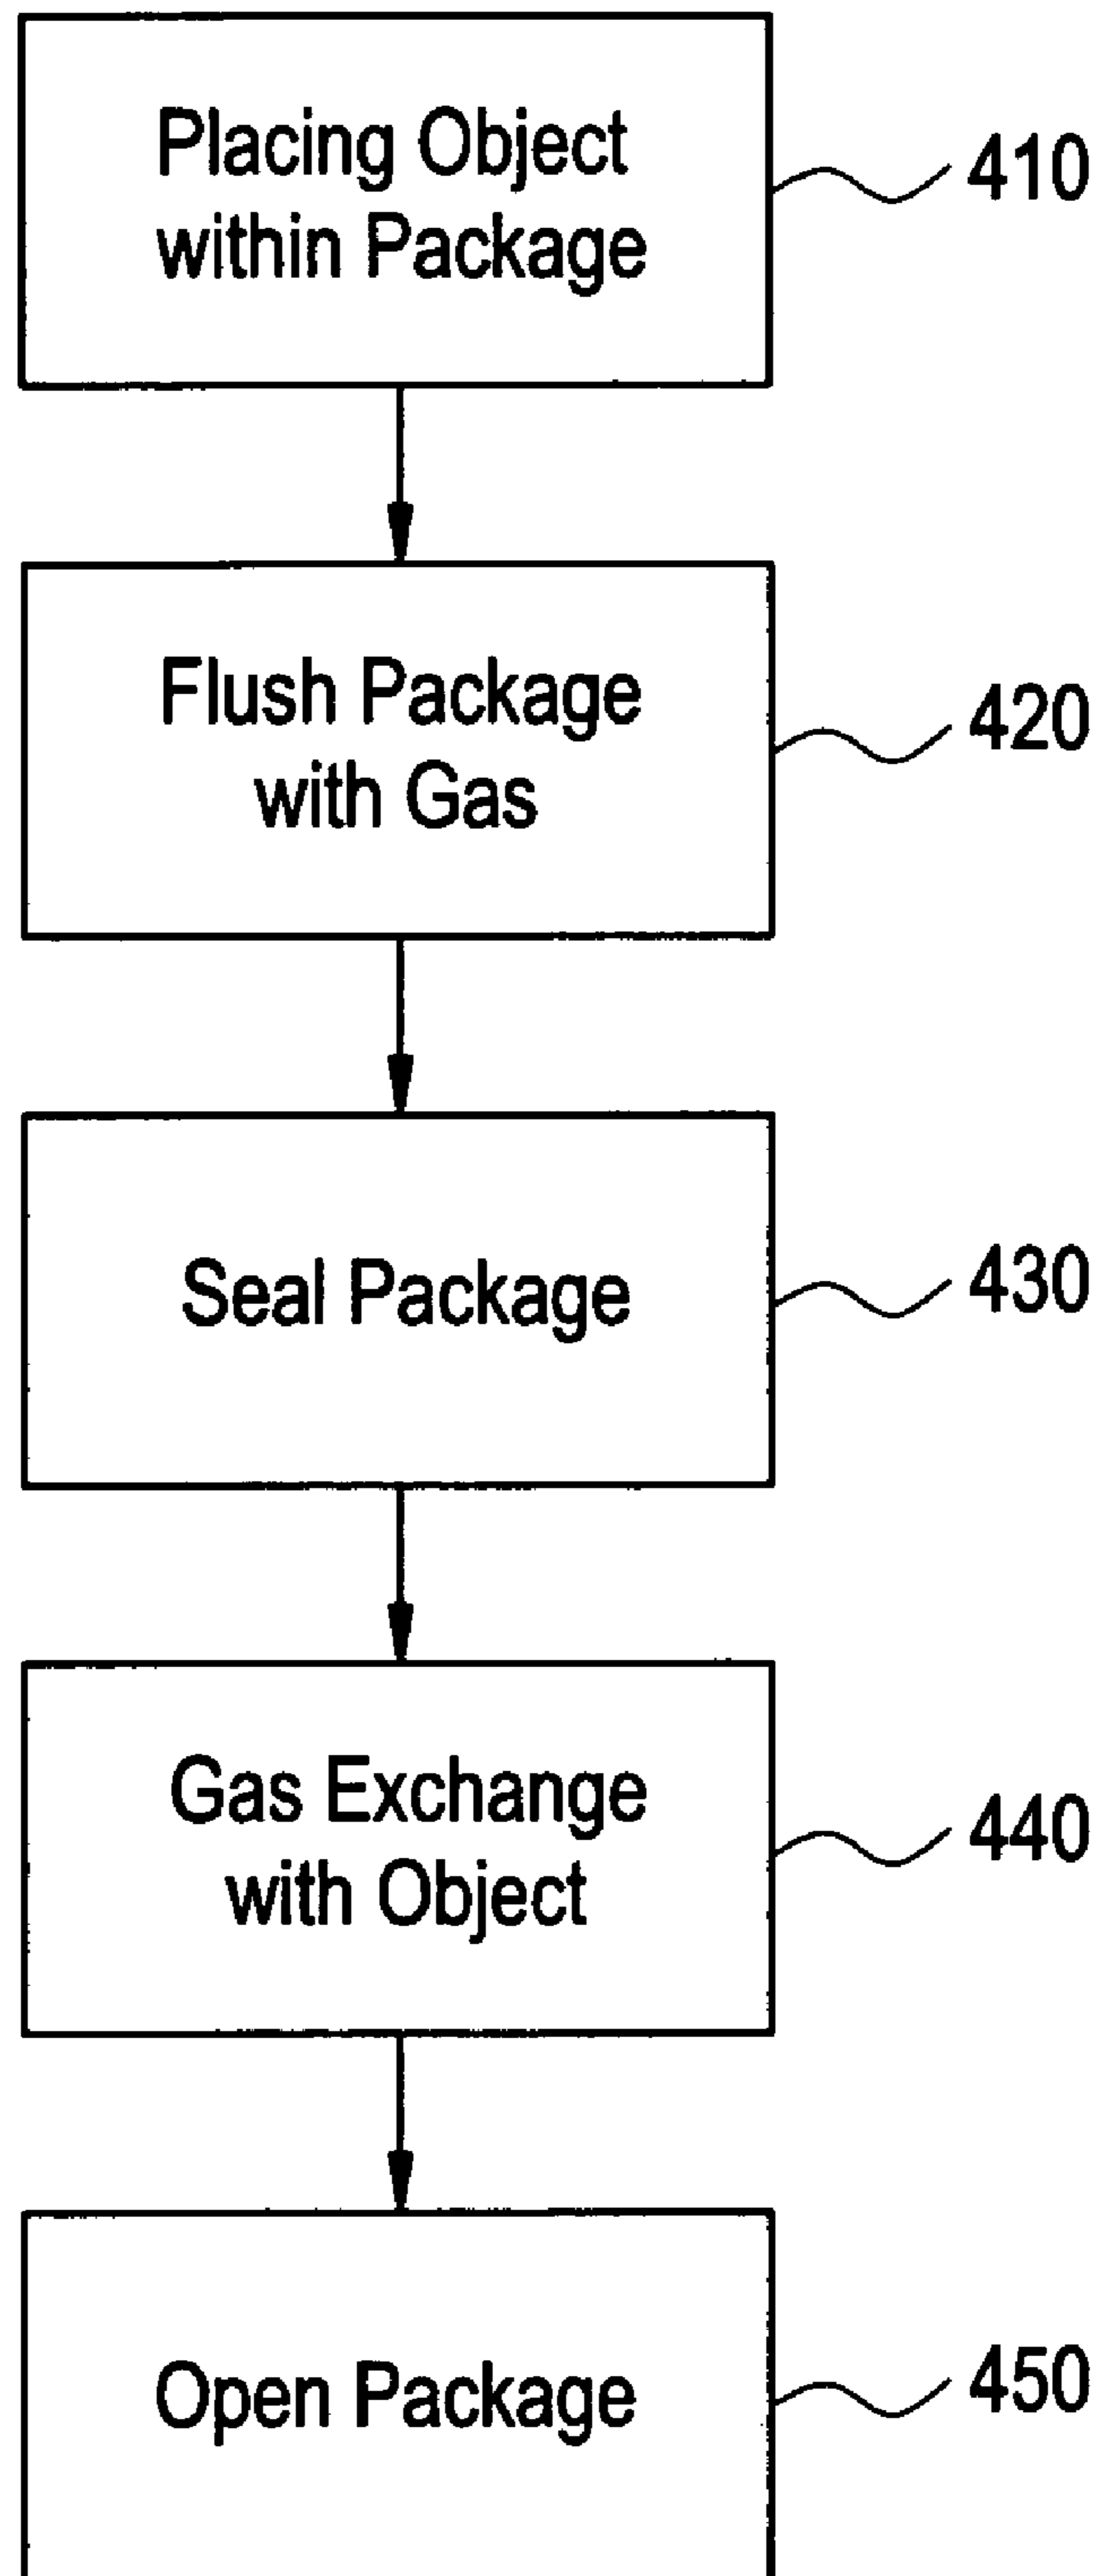 Placing Object
within Package
410
Flush Package
with Gas
420
Seal Package
430
Gas Exchange
with Object
440
Open Package
450